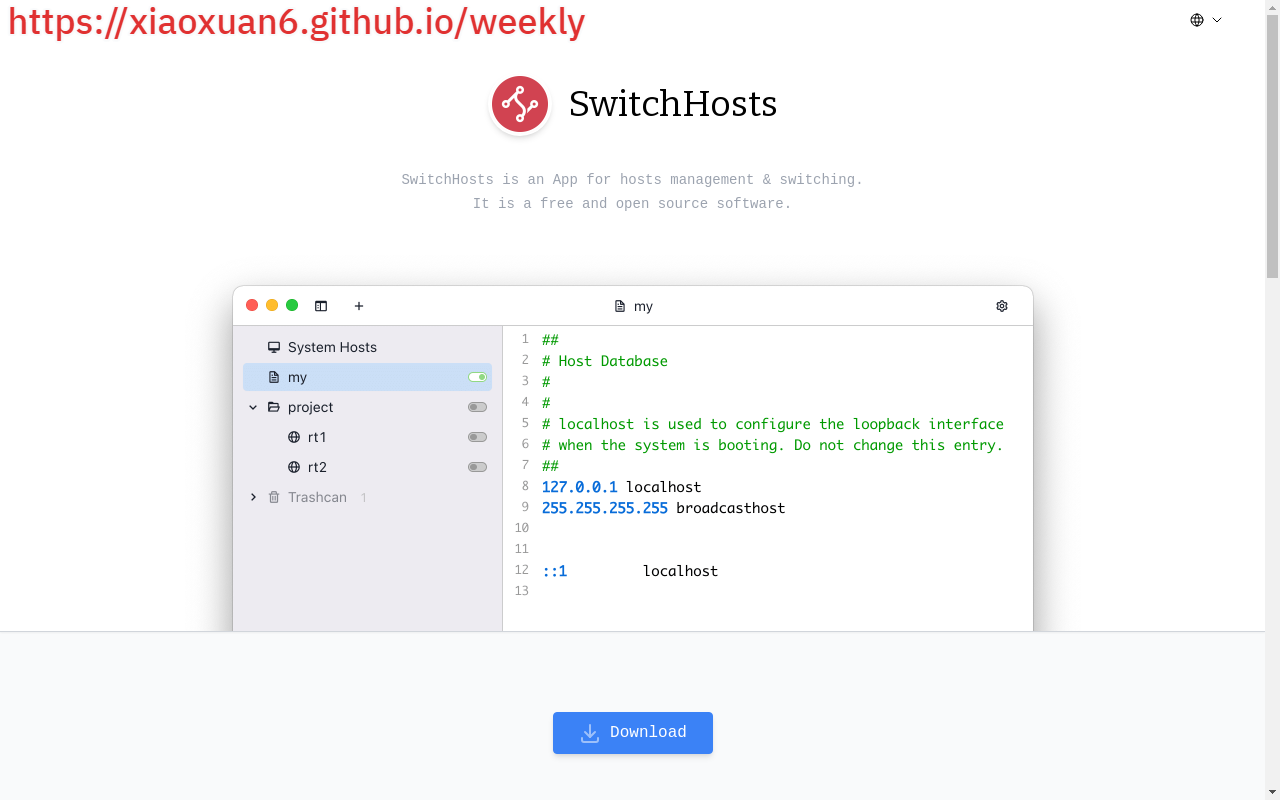 https://xiaoxuan6.github.io/weekly
SwitchHosts
SwitchHosts is an App for hosts management & switching.
It is a free and open source software.
my
System Hosts
my
project
rt1
rt2
Trashcan 1
1 ##
2 # Host Database
3 #
4 #
5 # localhost is used to configure the loopback interface
6 # when the system is booting. Do not change this entry.
7 ##
8 127.0.0.1 localhost
9 255.255.255.255 broadcasthost
10
11
12 ::1 localhost
13
Download